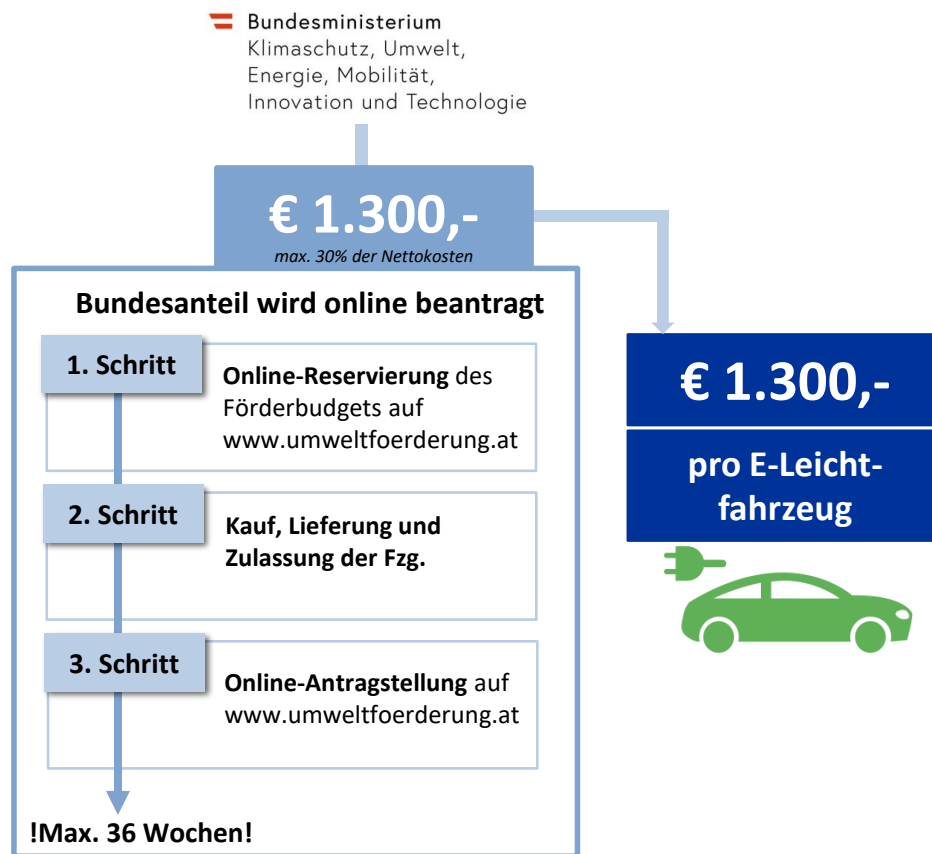 Bundesministerium
Klimaschutz, Umwelt,
Energie, Mobilität,
Innovation und Technologie
€ 1.300,-
max. 30% der Nettokosten
Bundesanteil wird online beantragt
1. Schritt
Online-Reservierung des
Förderbudgets auf
www.umweltfoerderung.at
2. Schritt
Kauf, Lieferung und
Zulassung der Fzg.
3. Schritt
Online-Antragstellung auf
www.umweltfoerderung.at
!Max. 36 Wochen!
€ 1.300,-
pro E-Leicht-
fahrzeug